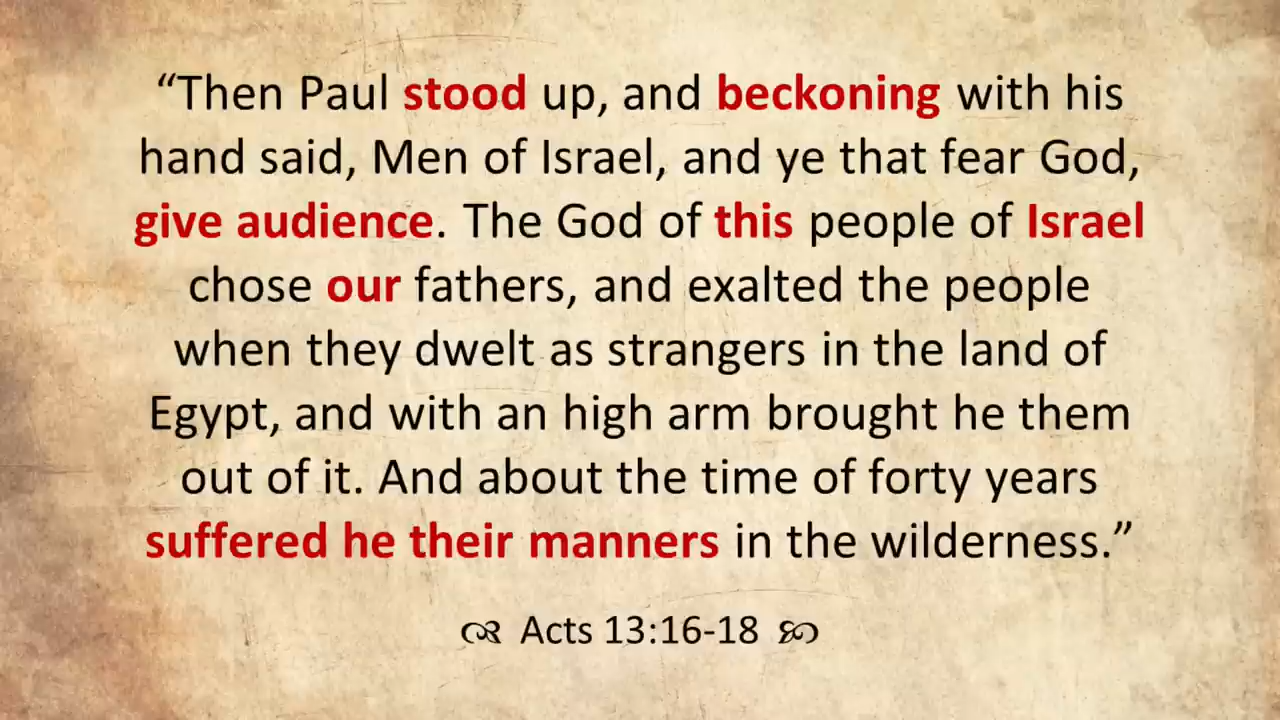 “Then Paul stood up, and beckoning with his
hand said, Men of Israel, and ye that fear God,
give audience. The God of this people of Israel
chose our fathers, and exalted the people
when they dwelt as strangers in the land of
Egypt, and with an high arm brought he them
out of it. And about the time of forty years
suffered he their manners in the wilderness.”
Acts 13:16-18